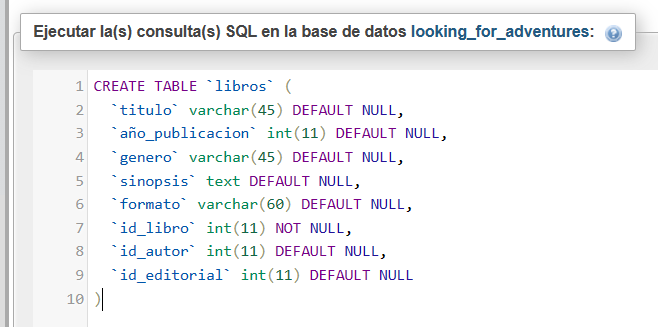 Ejecutar la(s) consulta(s) SQL en la base de datos looking_for_adventures:
1 CREATE TABLE `libros` (
2 `titulo` varchar(45) DEFAULT NULL,
3 `año_publicacion` int(11) DEFAULT NULL,
4 `genero` varchar(45) DEFAULT NULL,
5 `sinopsis` text DEFAULT NULL,
6 `formato` varchar(60) DEFAULT NULL,
7 `id_libro` int(11) NOT NULL,
8 `id_autor` int(11) DEFAULT NULL,
9 `id_editorial` int(11) DEFAULT NULL
10 )